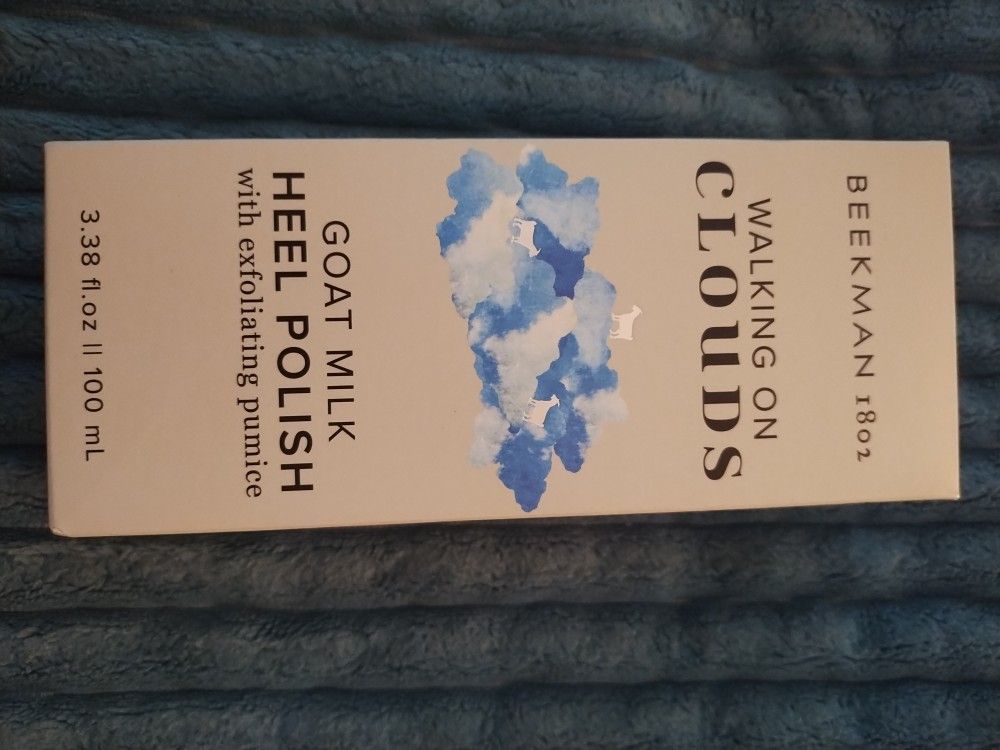 BEEKMAN 1802
WALKING ON
CLOuDS
GOAT MILK
HEEL POLISH
with exfoliating pumice
3.38 fl.oz || 100 mL